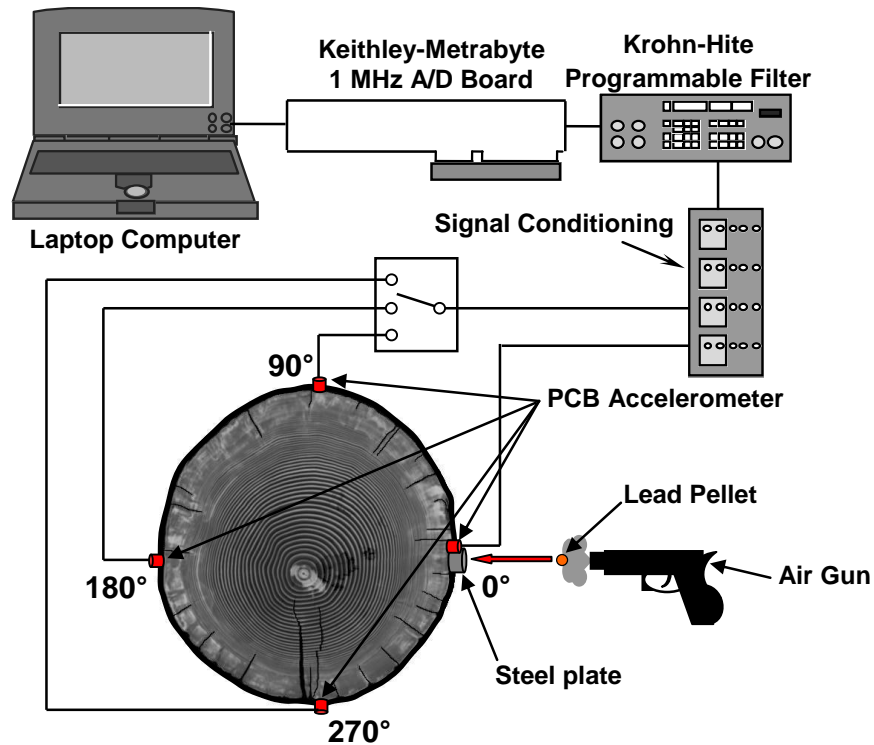 Keithley-Metrabyte
1 MHz A/D Board
Krohn-Hite
Programmable Filter
Laptop Computer
Signal Conditioning
90°
PCB Accelerometer
Lead Pellet
180°
0°
Air Gun
Steel plate
270°